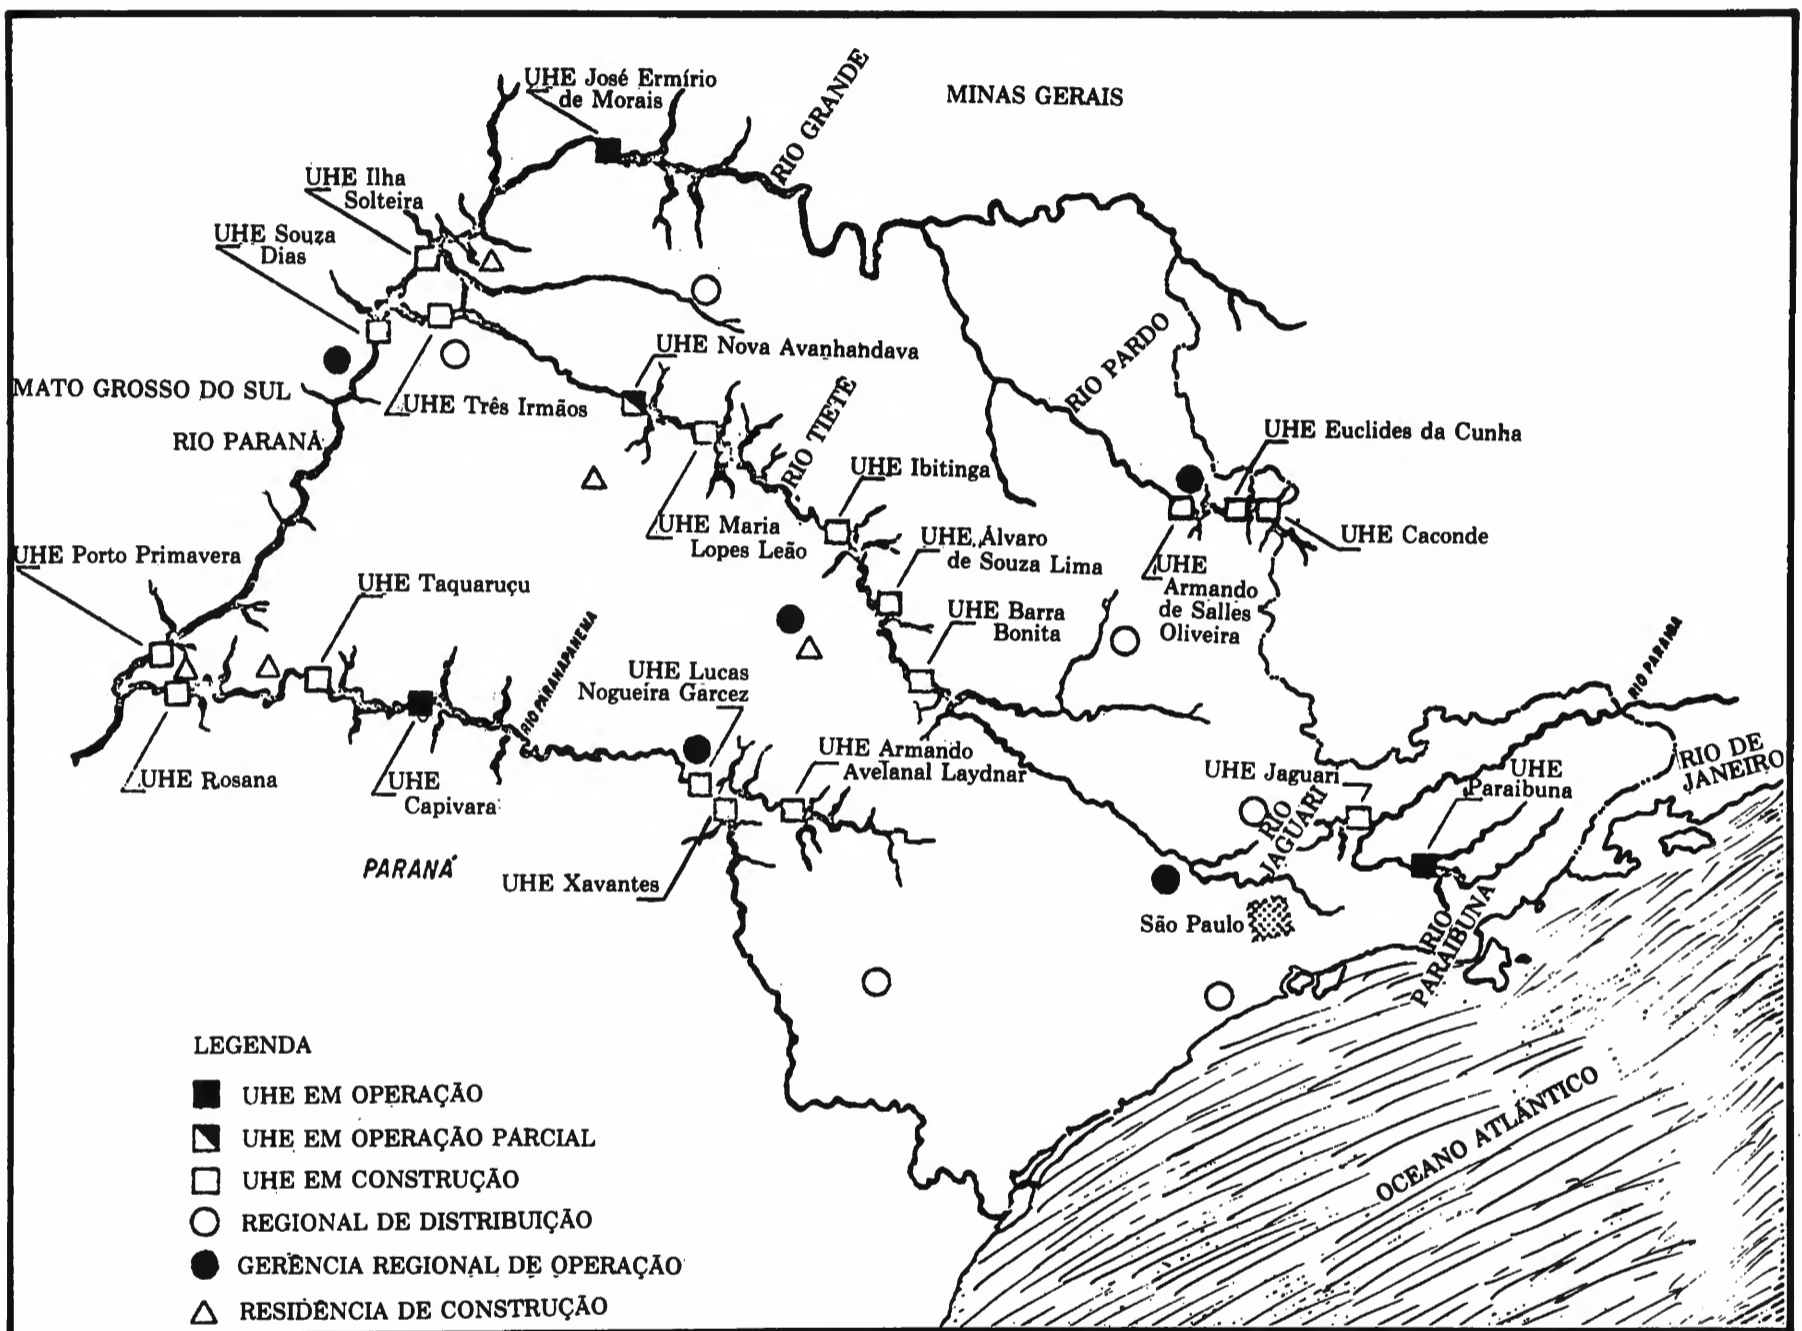 UHE José Ermírio
de Morais
RIO GRANDE
MINAS GERAIS
UHE Ilha
Solteira
UHE Souza
Dias
UHE Nova Avanhandava
RIO PARDO
MATO GROSSO DO SUL
UHE Três Irmãos
RIO TIETE
RIO PARANÁ
UHE Euclides da Cunha
UHE Ibitinga
UHE Maria
Lopes Leão
UHE Caconde
UHE Álvaro
de Souza Lima
UHE Porto Primavera
UHE Taquaruçu
UHE
Armando
de Salles
Oliveira
UHE Barra
Bonita
RIO PARANAPANEMA
UHE Lucas
Nogueira Garcez
UHE Rosana
UHE
Capivara
UHE Armando
Avelanal Laydnar
UHE Jaguari
RIO
JAGUARI
UHE
Paraibuna
RIO DE
JANEIRO
PARANÁ
UHE Xavantes
São Paulo
RIO
PARAIBUNA
OCEANO ATLÁNTICO
LEGENDA
UHE EM OPERAÇÃO
UHE EM OPERAÇÃO PARCIAL
UHE EM CONSTRUÇÃO
REGIONAL DE DISTRIBUIÇÃO
GERÊNCIA REGIONAL DE OPERAÇÃO
RESIDÊNCIA DE CONSTRUÇÃO